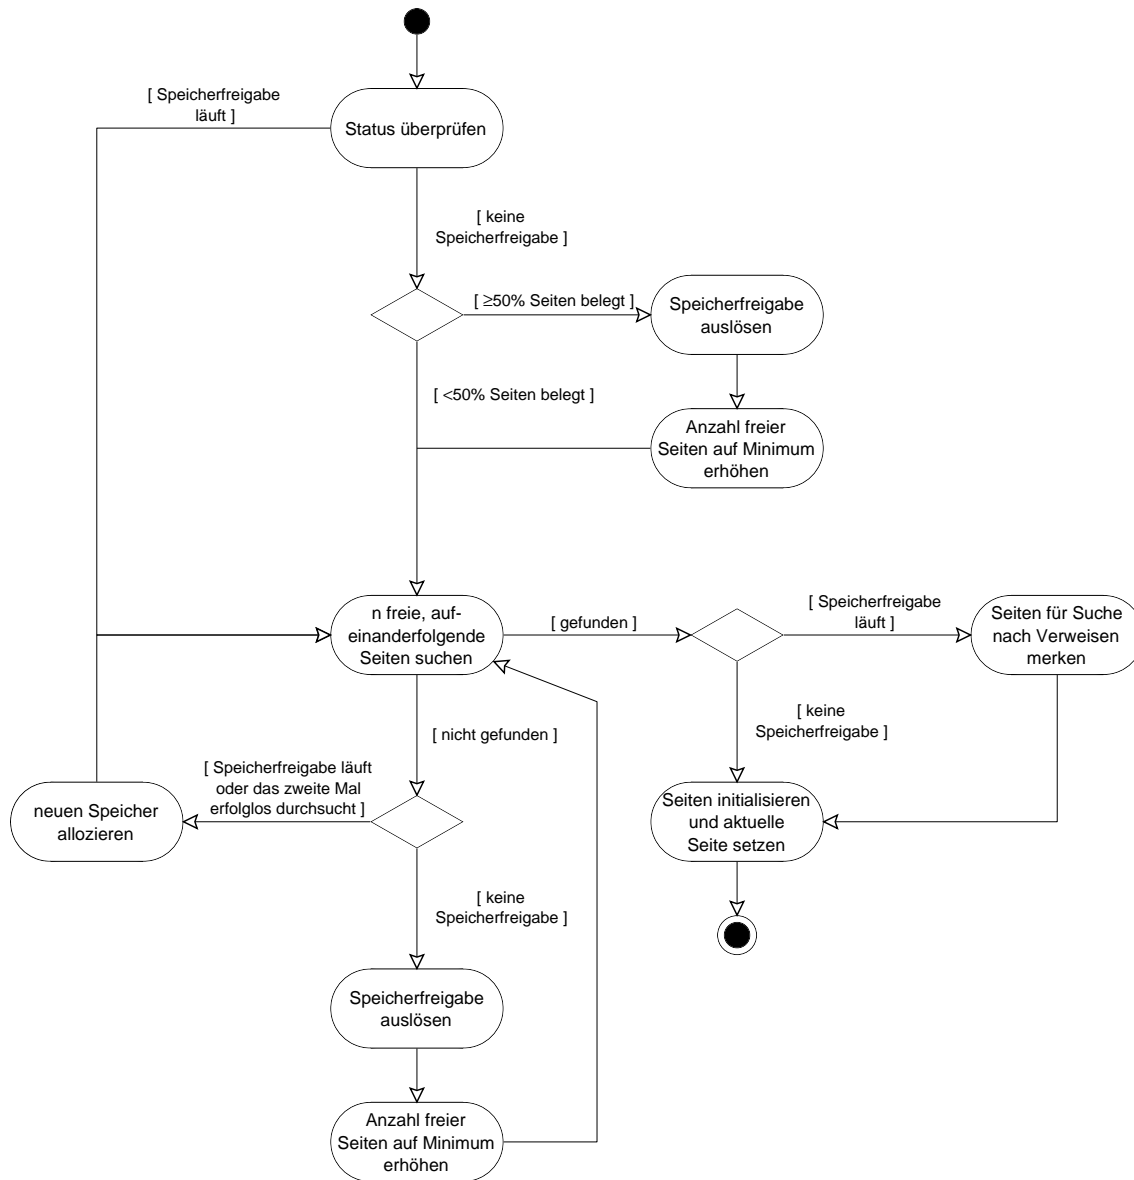 [ Speicherfreigabe
läuft ]
Status überprüfen
[ keine
Speicherfreigabe ]
[ ≥50% Seiten belegt ]
Speicherfreigabe
auslösen
[ <50% Seiten belegt ]
Anzahl freier
Seiten auf Minimum
erhöhen
n freie, auf-
einanderfolgende
Seiten suchen
[ gefunden ]
[ Speicherfreigabe
läuft ]
Seiten für Suche
nach Verweisen
merken
[ nicht gefunden ]
[ keine
Speicherfreigabe ]
[ Speicherfreigabe läuft
oder das zweite Mal
erfolglos durchsucht ]
neuen Speicher
allozieren
Seiten initialisieren
und aktuelle
Seite setzen
[ keine
Speicherfreigabe ]
Speicherfreigabe
auslösen
Anzahl freier
Seiten auf Minimum
erhöhen